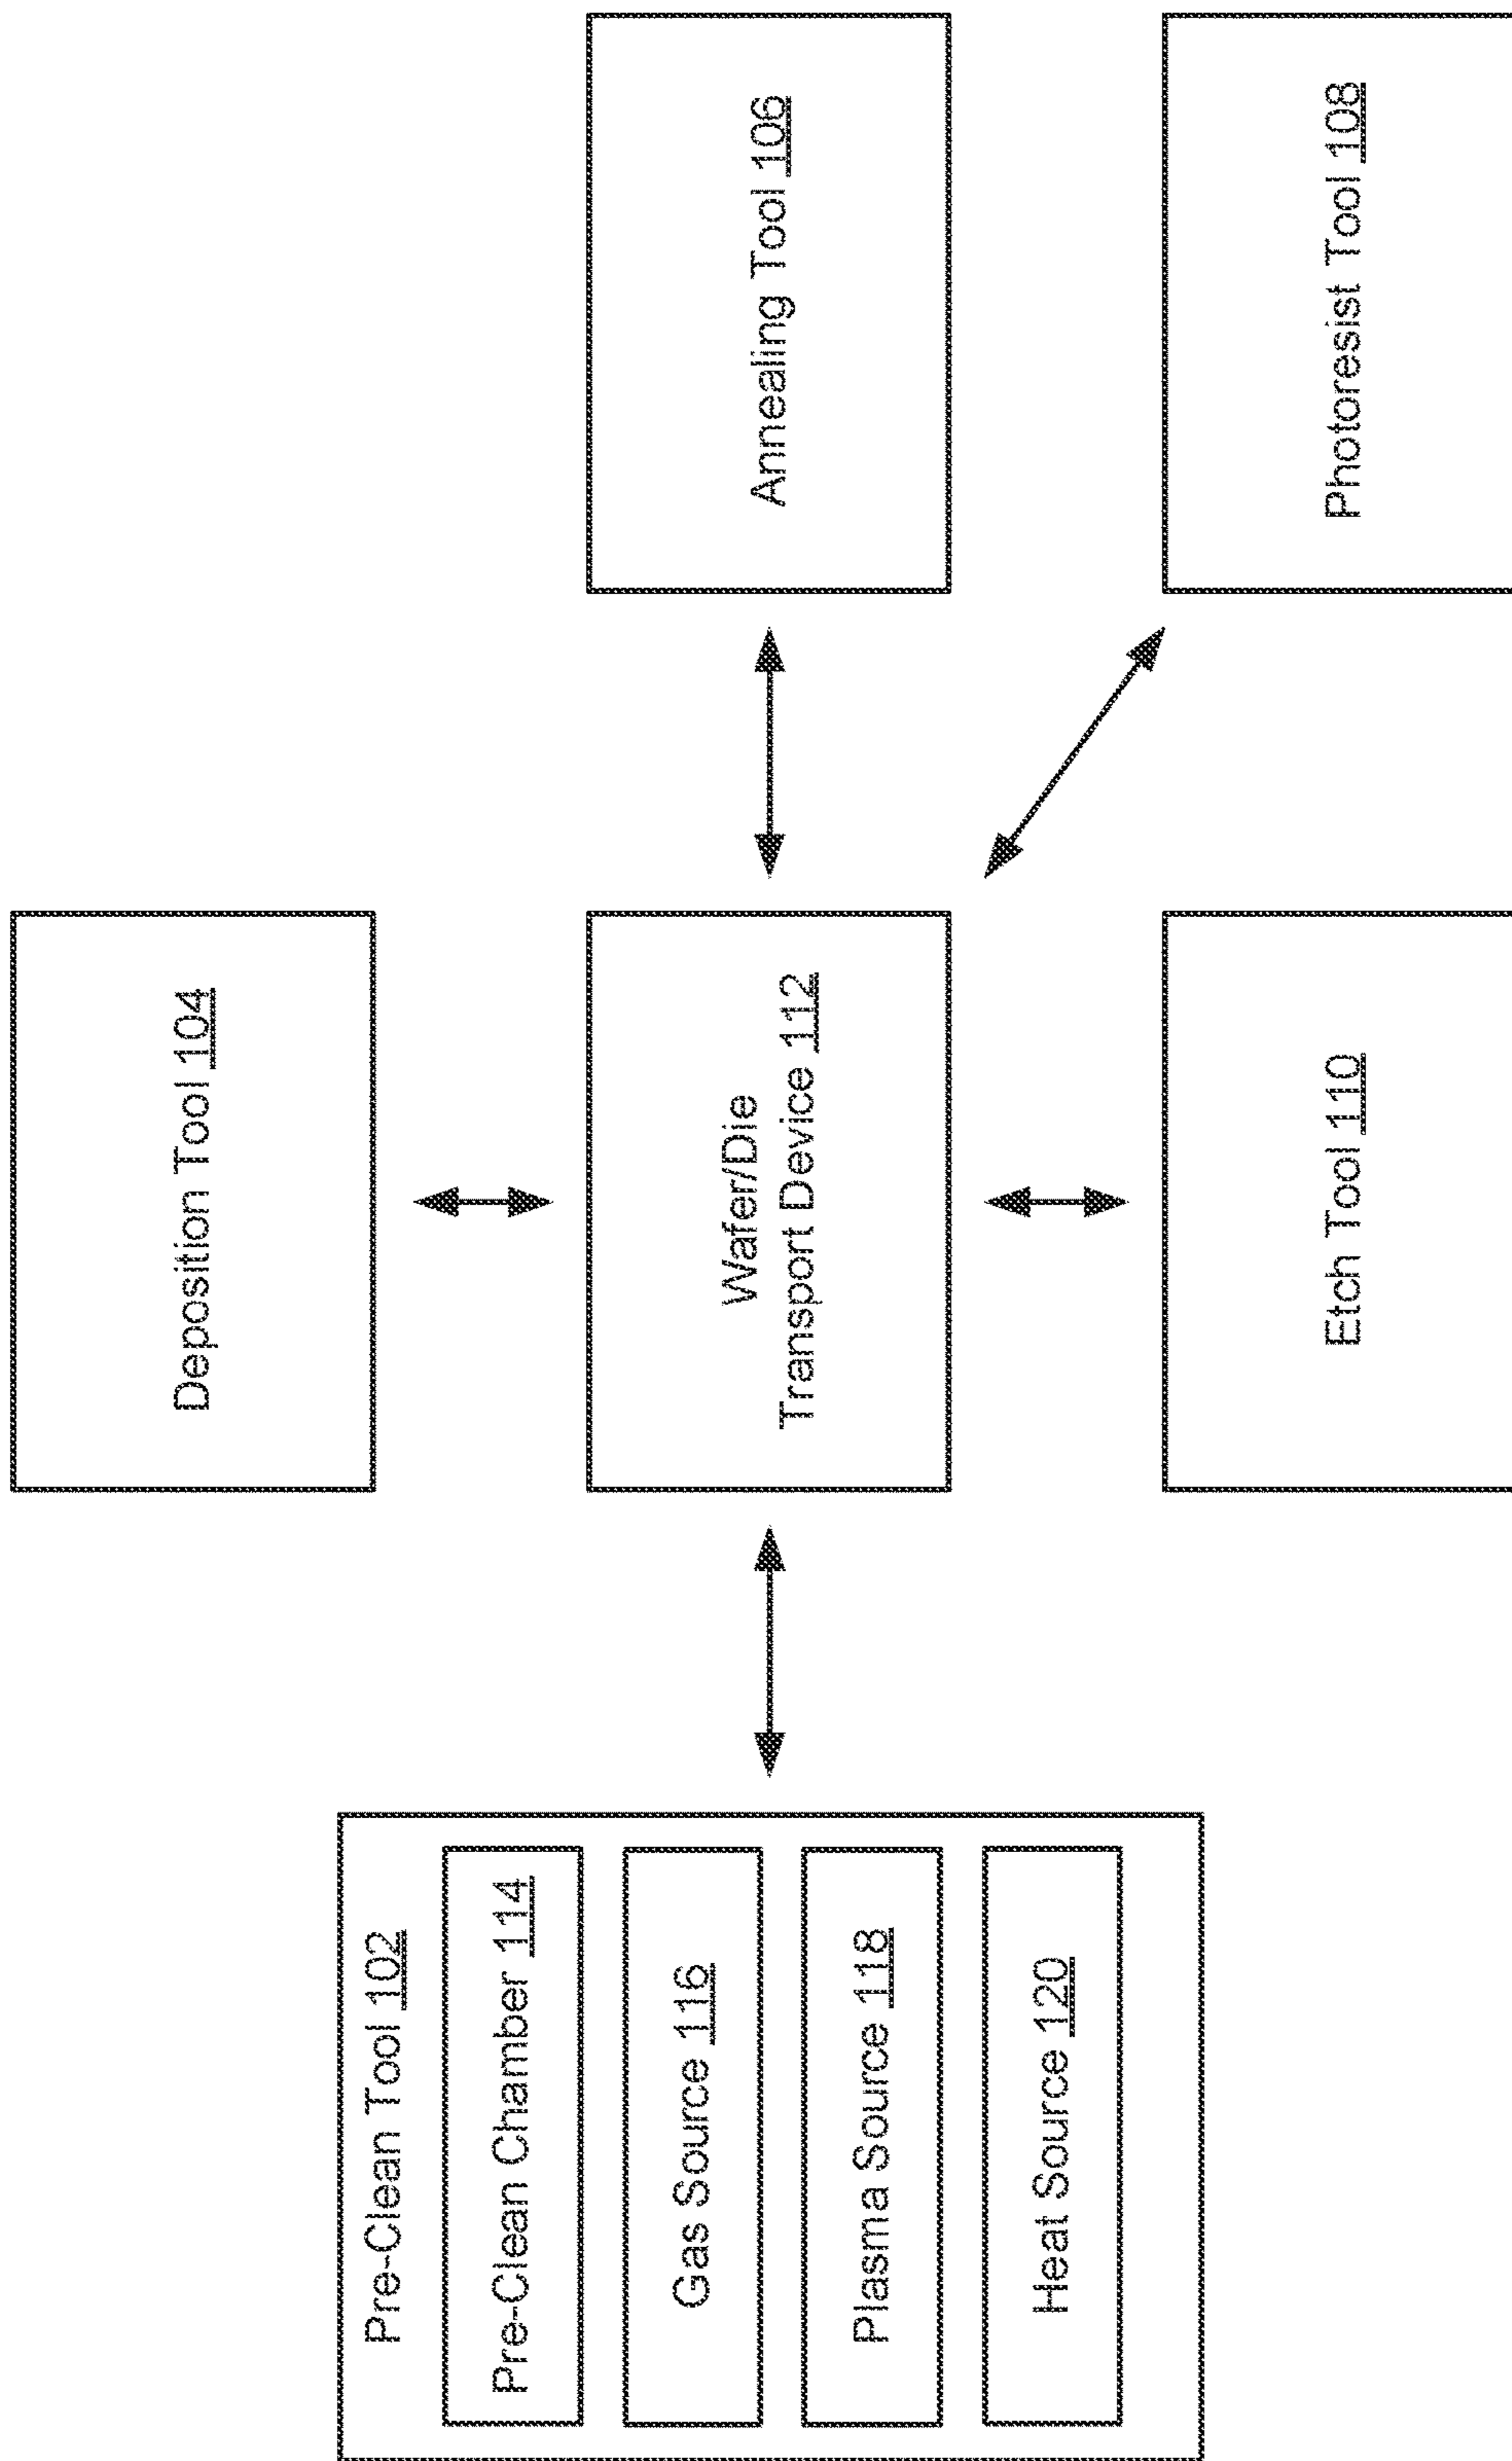 Pre-Clean Tool 102
Pre-Clean Chamber 114
Gas Source 116
Plasma Source 118
Heat Source 120
Deposition Tool 104
Wafer/Die
Transport Device 112
Etch Tool 110
Annealing Tool 106
Photoresist Tool 108